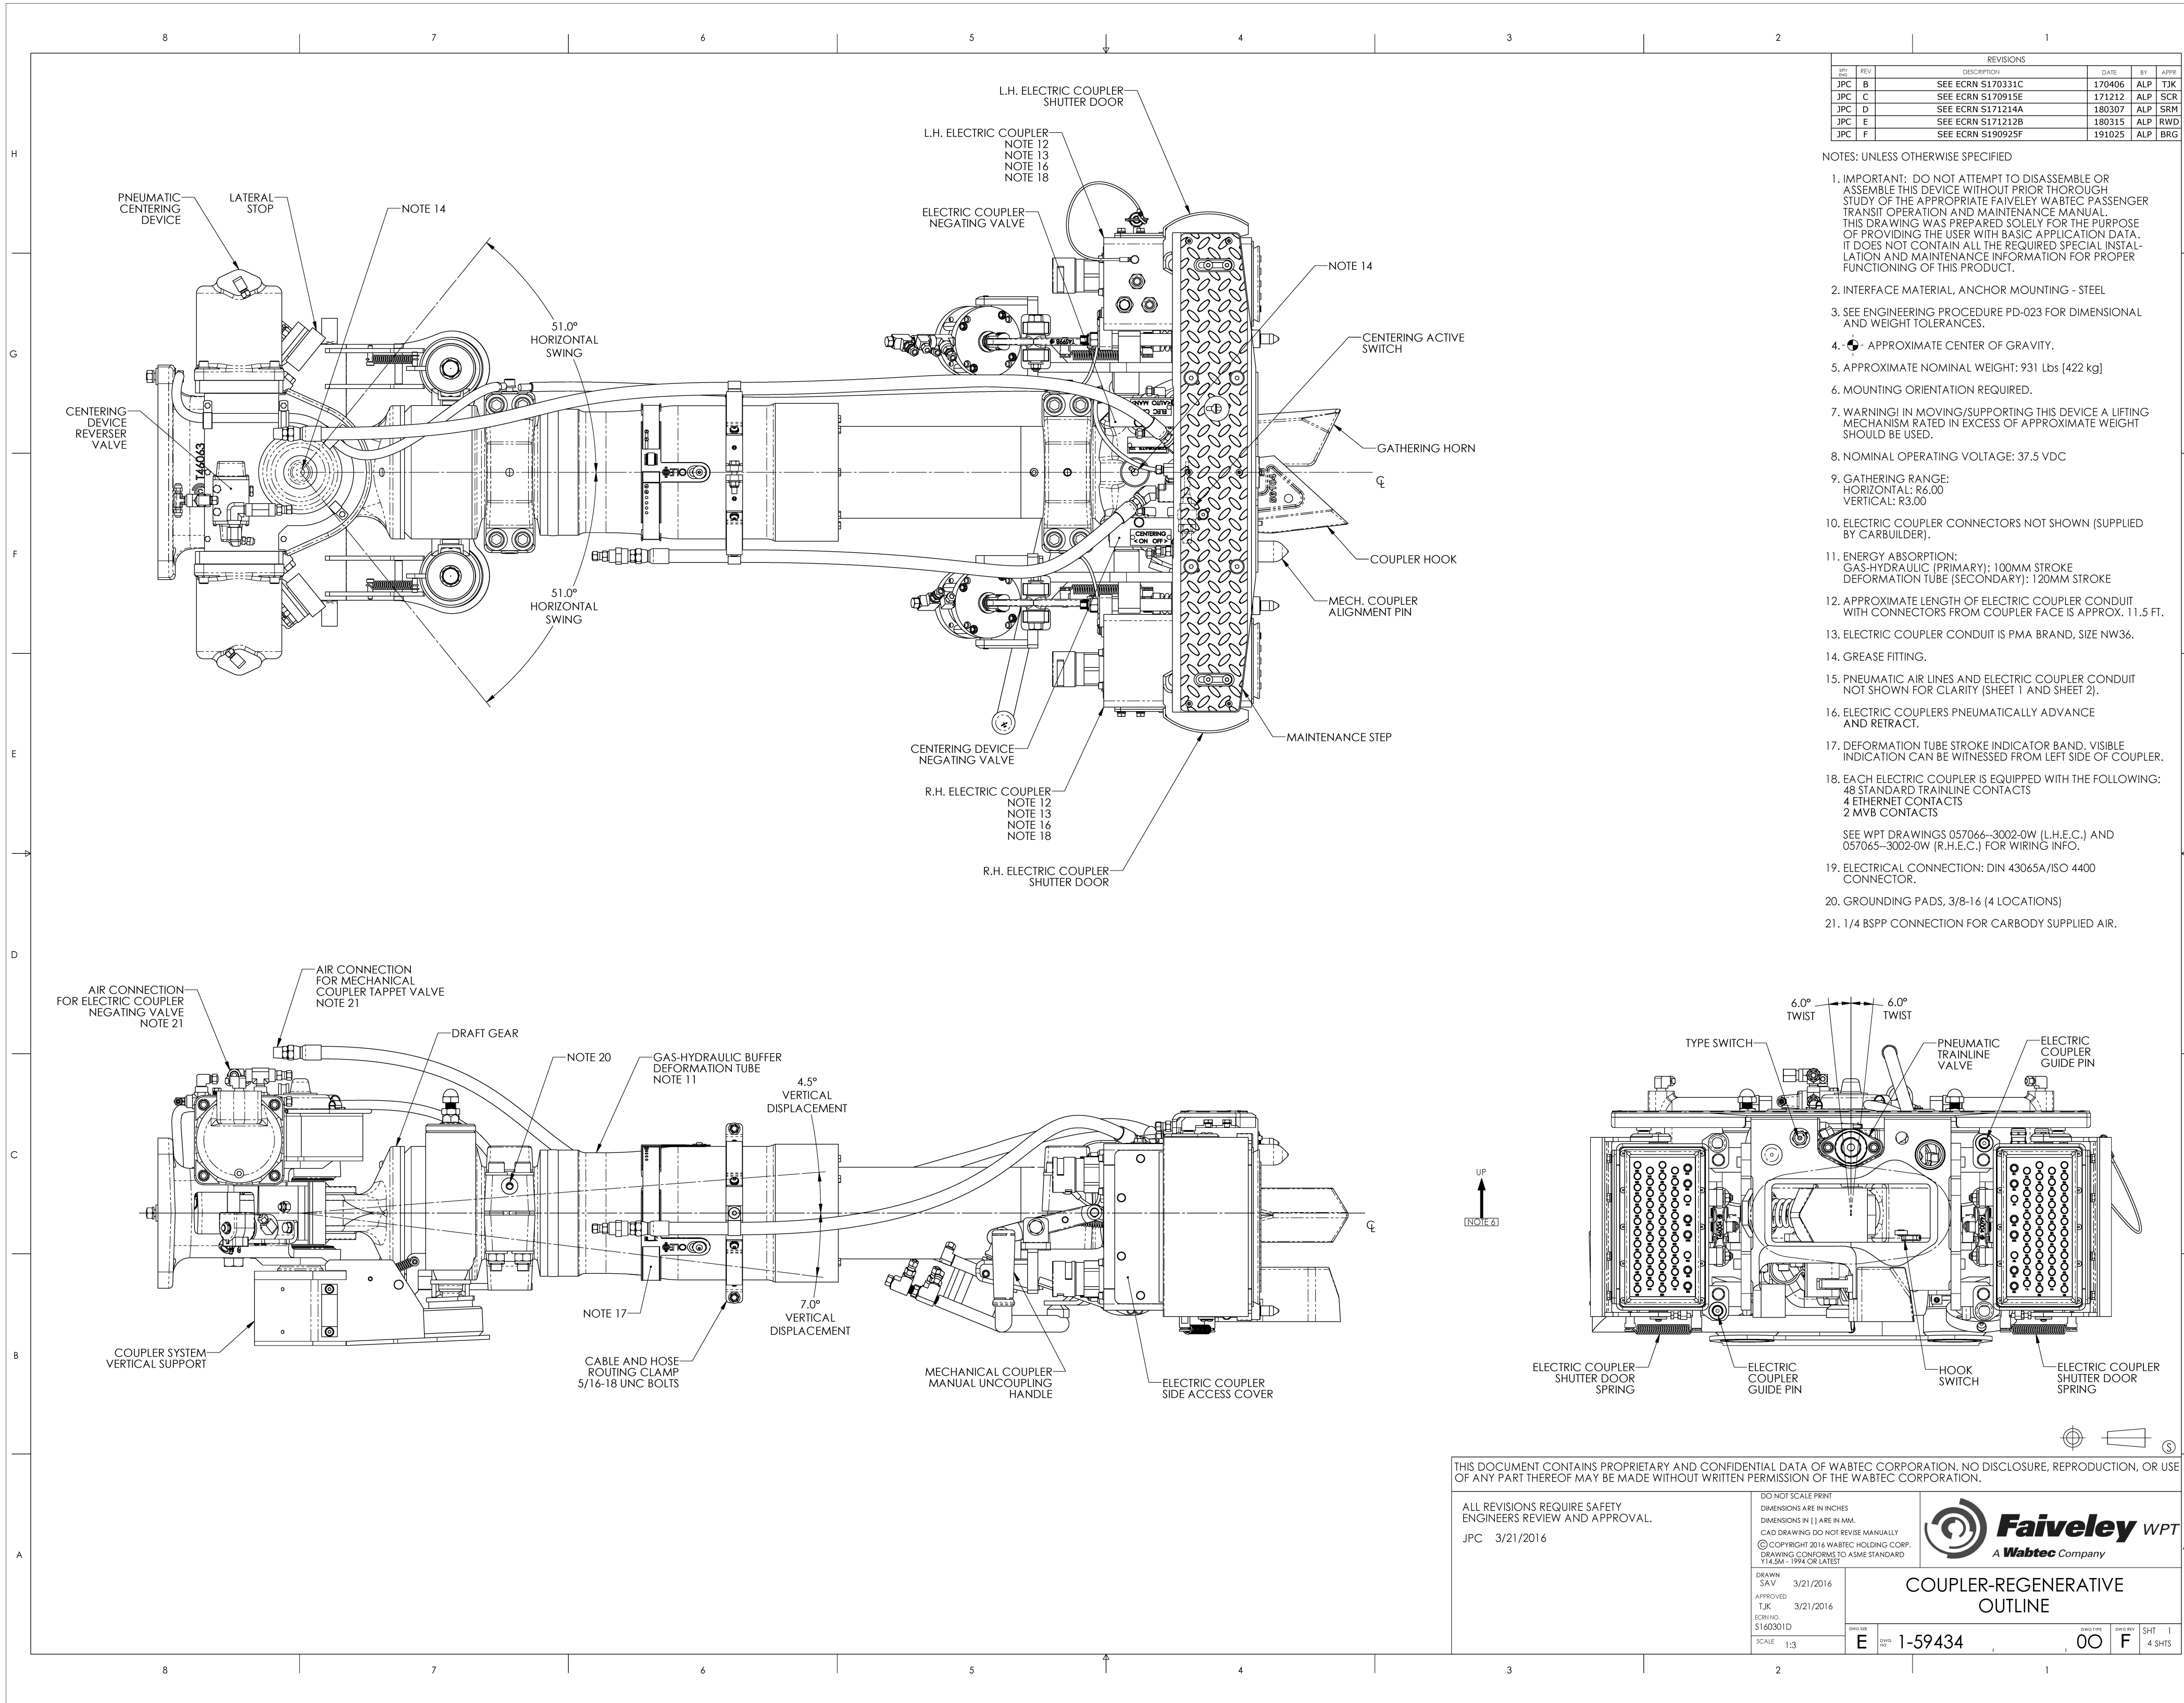 8 7 6 5 4 3 2 1
REVISIONS
SFTY ENG REV DESCRIPTION DATE BY APPR
JPC B SEE ECRN S170331C 170406 ALP TJK
JPC C SEE ECRN S170915E 171212 ALP SCR
JPC D SEE ECRN S171214A 180307 ALP SRM
JPC E SEE ECRN S171212B 180315 ALP RWD
JPC F SEE ECRN S190925F 191025 ALP BRG
NOTES: UNLESS OTHERWISE SPECIFIED
1. IMPORTANT: DO NOT ATTEMPT TO DISASSEMBLE OR
ASSEMBLE THIS DEVICE WITHOUT PRIOR THOROUGH
STUDY OF THE APPROPRIATE FAIVELEY WABTEC PASSENGER
TRANSIT OPERATION AND MAINTENANCE MANUAL.
THIS DRAWING WAS PREPARED SOLELY FOR THE PURPOSE
OF PROVIDING THE USER WITH BASIC APPLICATION DATA.
IT DOES NOT CONTAIN ALL THE REQUIRED SPECIAL INSTAL-
LATION AND MAINTENANCE INFORMATION FOR PROPER
FUNCTIONING OF THIS PRODUCT.
2. INTERFACE MATERIAL, ANCHOR MOUNTING - STEEL
3. SEE ENGINEERING PROCEDURE PD-023 FOR DIMENSIONAL
AND WEIGHT TOLERANCES.
4. - - APPROXIMATE CENTER OF GRAVITY.
5. APPROXIMATE NOMINAL WEIGHT: 931 Lbs [422 kg]
6. MOUNTING ORIENTATION REQUIRED.
7. WARNING! IN MOVING/SUPPORTING THIS DEVICE A LIFTING
MECHANISM RATED IN EXCESS OF APPROXIMATE WEIGHT
SHOULD BE USED.
8. NOMINAL OPERATING VOLTAGE: 37.5 VDC
9. GATHERING RANGE:
HORIZONTAL: R6.00
VERTICAL: R3.00
10. ELECTRIC COUPLER CONNECTORS NOT SHOWN (SUPPLIED
BY CARBUILDER).
11. ENERGY ABSORPTION:
GAS-HYDRAULIC (PRIMARY): 100MM STROKE
DEFORMATION TUBE (SECONDARY): 120MM STROKE
12. APPROXIMATE LENGTH OF ELECTRIC COUPLER CONDUIT
WITH CONNECTORS FROM COUPLER FACE IS APPROX. 11.5 FT.
13. ELECTRIC COUPLER CONDUIT IS PMA BRAND, SIZE NW36.
14. GREASE FITTING.
15. PNEUMATIC AIR LINES AND ELECTRIC COUPLER CONDUIT
NOT SHOWN FOR CLARITY (SHEET 1 AND SHEET 2).
16. ELECTRIC COUPLERS PNEUMATICALLY ADVANCE
AND RETRACT.
17. DEFORMATION TUBE STROKE INDICATOR BAND. VISIBLE
INDICATION CAN BE WITNESSED FROM LEFT SIDE OF COUPLER.
18. EACH ELECTRIC COUPLER IS EQUIPPED WITH THE FOLLOWING:
48 STANDARD TRAINLINE CONTACTS
4 ETHERNET CONTACTS
2 MVB CONTACTS
SEE WPT DRAWINGS 057066--3002-0W (L.H.E.C.) AND
057065--3002-0W (R.H.E.C.) FOR WIRING INFO.
19. ELECTRICAL CONNECTION: DIN 43065A/ISO 4400
CONNECTOR.
20. GROUNDING PADS, 3/8-16 (4 LOCATIONS)
21. 1/4 BSPP CONNECTION FOR CARBODY SUPPLIED AIR.
H
G
F
E
D
C
B
A
L.H. ELECTRIC COUPLER
SHUTTER DOOR
L.H. ELECTRIC COUPLER
NOTE 12
NOTE 13
NOTE 16
NOTE 18
ELECTRIC COUPLER
NEGATING VALVE
PNEUMATIC
CENTERING
DEVICE
LATERAL
STOP
NOTE 14
NOTE 14
51.0°
HORIZONTAL
SWING
CENTERING ACTIVE
SWITCH
CENTERING
DEVICE
REVERSER
VALVE
T46063
GATHERING HORN
CENTERING
< ON OFF >
COUPLER HOOK
51.0°
HORIZONTAL
SWING
MECH. COUPLER
ALIGNMENT PIN
MAINTENANCE STEP
CENTERING DEVICE
NEGATING VALVE
R.H. ELECTRIC COUPLER
NOTE 12
NOTE 13
NOTE 16
NOTE 18
R.H. ELECTRIC COUPLER
SHUTTER DOOR
AIR CONNECTION
FOR ELECTRIC COUPLER
NEGATING VALVE
NOTE 21
AIR CONNECTION
FOR MECHANICAL
COUPLER TAPPET VALVE
NOTE 21
DRAFT GEAR
NOTE 20
GAS-HYDRAULIC BUFFER
DEFORMATION TUBE
NOTE 11
4.5°
VERTICAL
DISPLACEMENT
7.0°
VERTICAL
DISPLACEMENT
NOTE 17
COUPLER SYSTEM
VERTICAL SUPPORT
CABLE AND HOSE
ROUTING CLAMP
5/16-18 UNC BOLTS
MECHANICAL COUPLER
MANUAL UNCOUPLING
HANDLE
ELECTRIC COUPLER
SIDE ACCESS COVER
UP
NOTE 6
6.0°
TWIST
6.0°
TWIST
TYPE SWITCH
PNEUMATIC
TRAINLINE
VALVE
ELECTRIC
COUPLER
GUIDE PIN
ELECTRIC COUPLER
SHUTTER DOOR
SPRING
ELECTRIC
COUPLER
GUIDE PIN
HOOK
SWITCH
ELECTRIC COUPLER
SHUTTER DOOR
SPRING
S
THIS DOCUMENT CONTAINS PROPRIETARY AND CONFIDENTIAL DATA OF WABTEC CORPORATION. NO DISCLOSURE, REPRODUCTION, OR USE
OF ANY PART THEREOF MAY BE MADE WITHOUT WRITTEN PERMISSION OF THE WABTEC CORPORATION.
ALL REVISIONS REQUIRE SAFETY
ENGINEERS REVIEW AND APPROVAL.
JPC 3/21/2016
DO NOT SCALE PRINT
DIMENSIONS ARE IN INCHES
DIMENSIONS IN [ ] ARE IN MM.
CAD DRAWING DO NOT REVISE MANUALLY
© COPYRIGHT 2016 WABTEC HOLDING CORP.
DRAWING CONFORMS TO ASME STANDARD
Y14.5M - 1994 OR LATEST
Faiveley WPT
A Wabtec Company
DRAWN
SAV 3/21/2016
APPROVED
TJK 3/21/2016
ECRN NO.
S160301D
SCALE 1:3
COUPLER-REGENERATIVE
OUTLINE
DWG SIZE E
DWG NO 1-59434
DWG TYPE 0O
DWG REV F
SHT 1
4 SHTS
8 7 6 5 4 3 2 1